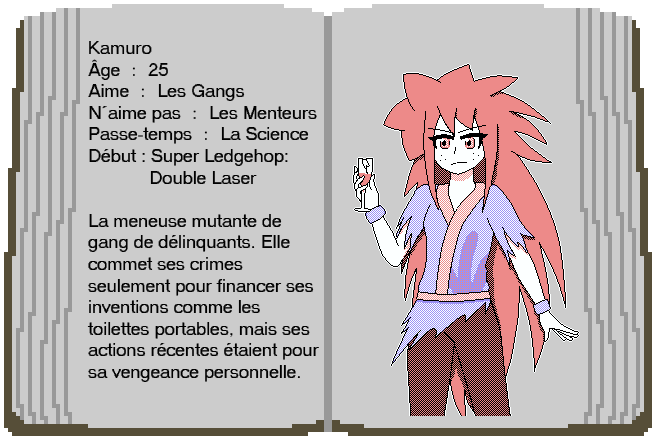 Kamuro
Âge : 25
Aime : Les Gangs
N´aime pas : Les Menteurs
Passe-temps : La Science
Début : Super Ledgehop:
Double Laser
La meneuse mutante de
gang de délinquants. Elle
commet ses crimes
seulement pour financer ses
inventions comme les
toilettes portables, mais ses
actions récentes étaient pour
sa vengeance personnelle.